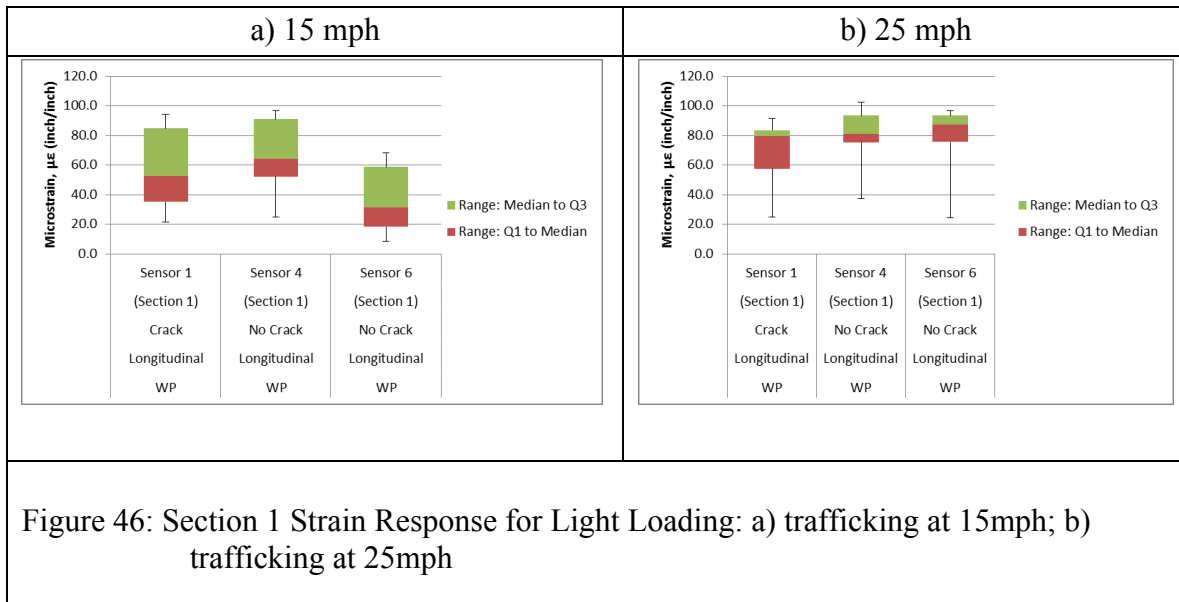 a) 15 mph
b) 25 mph
Microstrain, µε (inch/inch)
120.0
100.0
80.0
60.0
40.0
20.0
0.0
Sensor 1
(Section 1)
Crack
Longitudinal
WP
Sensor 4
(Section 1)
No Crack
Longitudinal
WP
Sensor 6
(Section 1)
No Crack
Longitudinal
WP
Range: Median to Q3
Range: Q1 to Median
Microstrain, µε (inch/inch)
120.0
100.0
80.0
60.0
40.0
20.0
0.0
Sensor 1
(Section 1)
Crack
Longitudinal
WP
Sensor 4
(Section 1)
No Crack
Longitudinal
WP
Sensor 6
(Section 1)
No Crack
Longitudinal
WP
Range: Median to Q3
Range: Q1 to Median
Figure 46: Section 1 Strain Response for Light Loading: a) trafficking at 15mph; b)
trafficking at 25mph